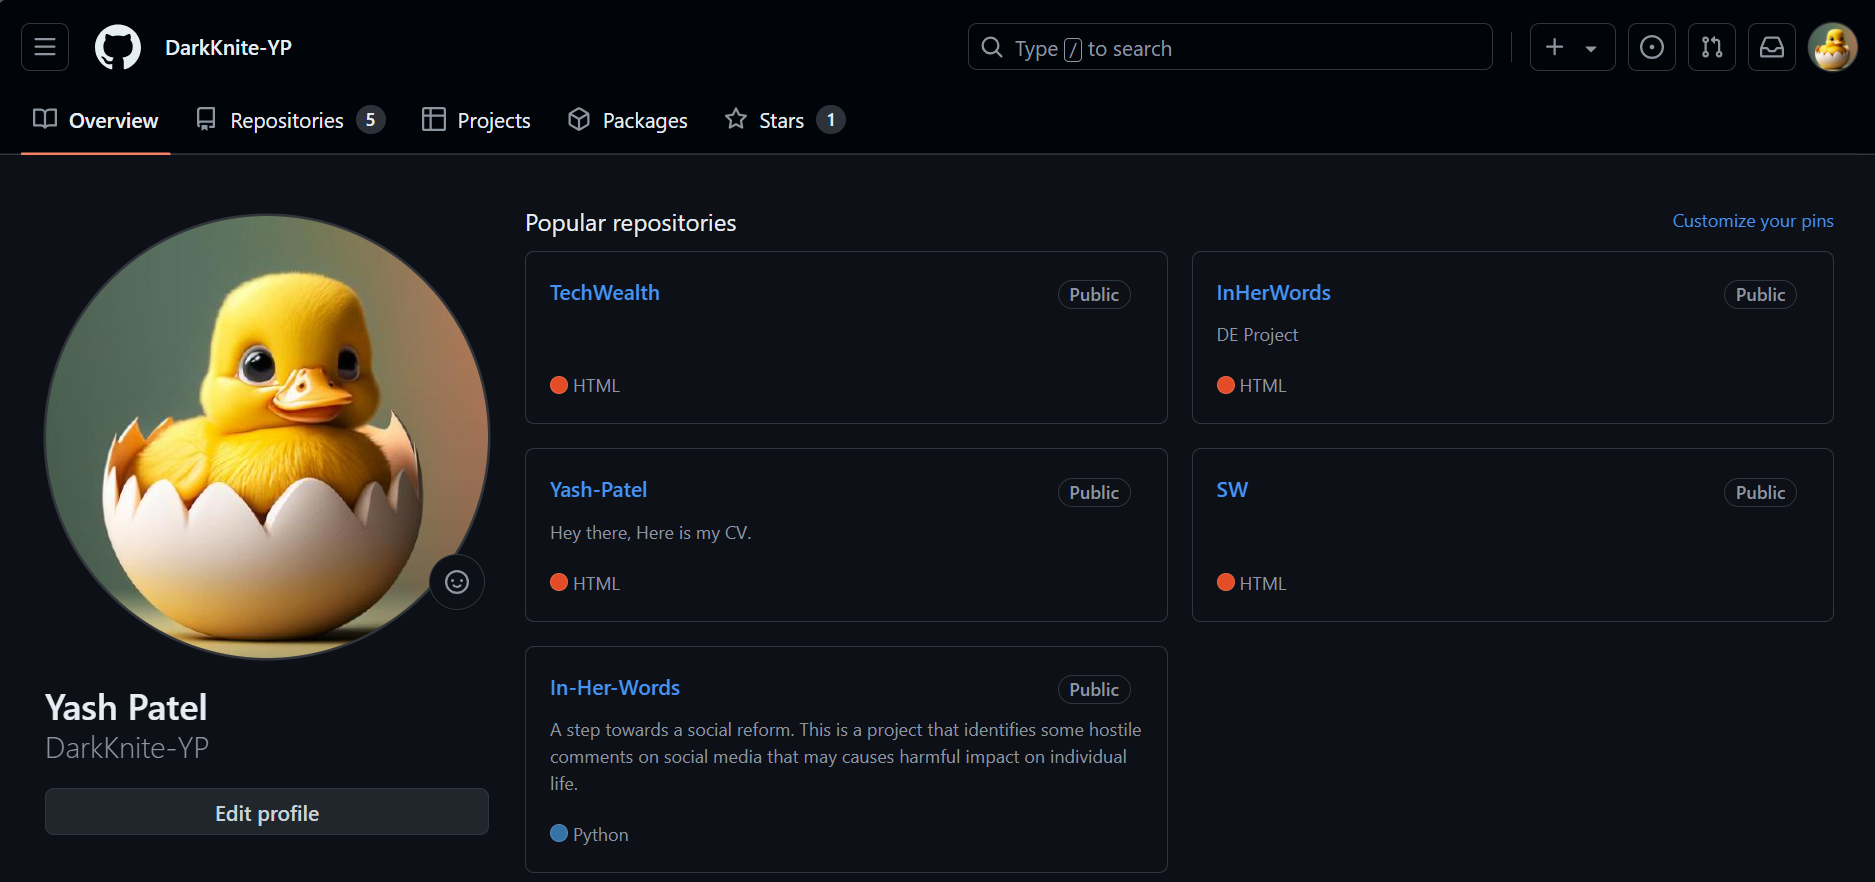 DarkKnite-YP
Type / to search
Overview
Repositories 5
Projects
Packages
Stars 1
Popular repositories
Customize your pins
TechWealth
Public
HTML
InHerWords
Public
DE Project
HTML
Yash-Patel
Public
Hey there, Here is my CV.
HTML
SW
Public
HTML
In-Her-Words
Public
A step towards a social reform. This is a project that identifies some hostile
comments on social media that may causes harmful impact on individual
life.
Python
Yash Patel
DarkKnite-YP
Edit profile